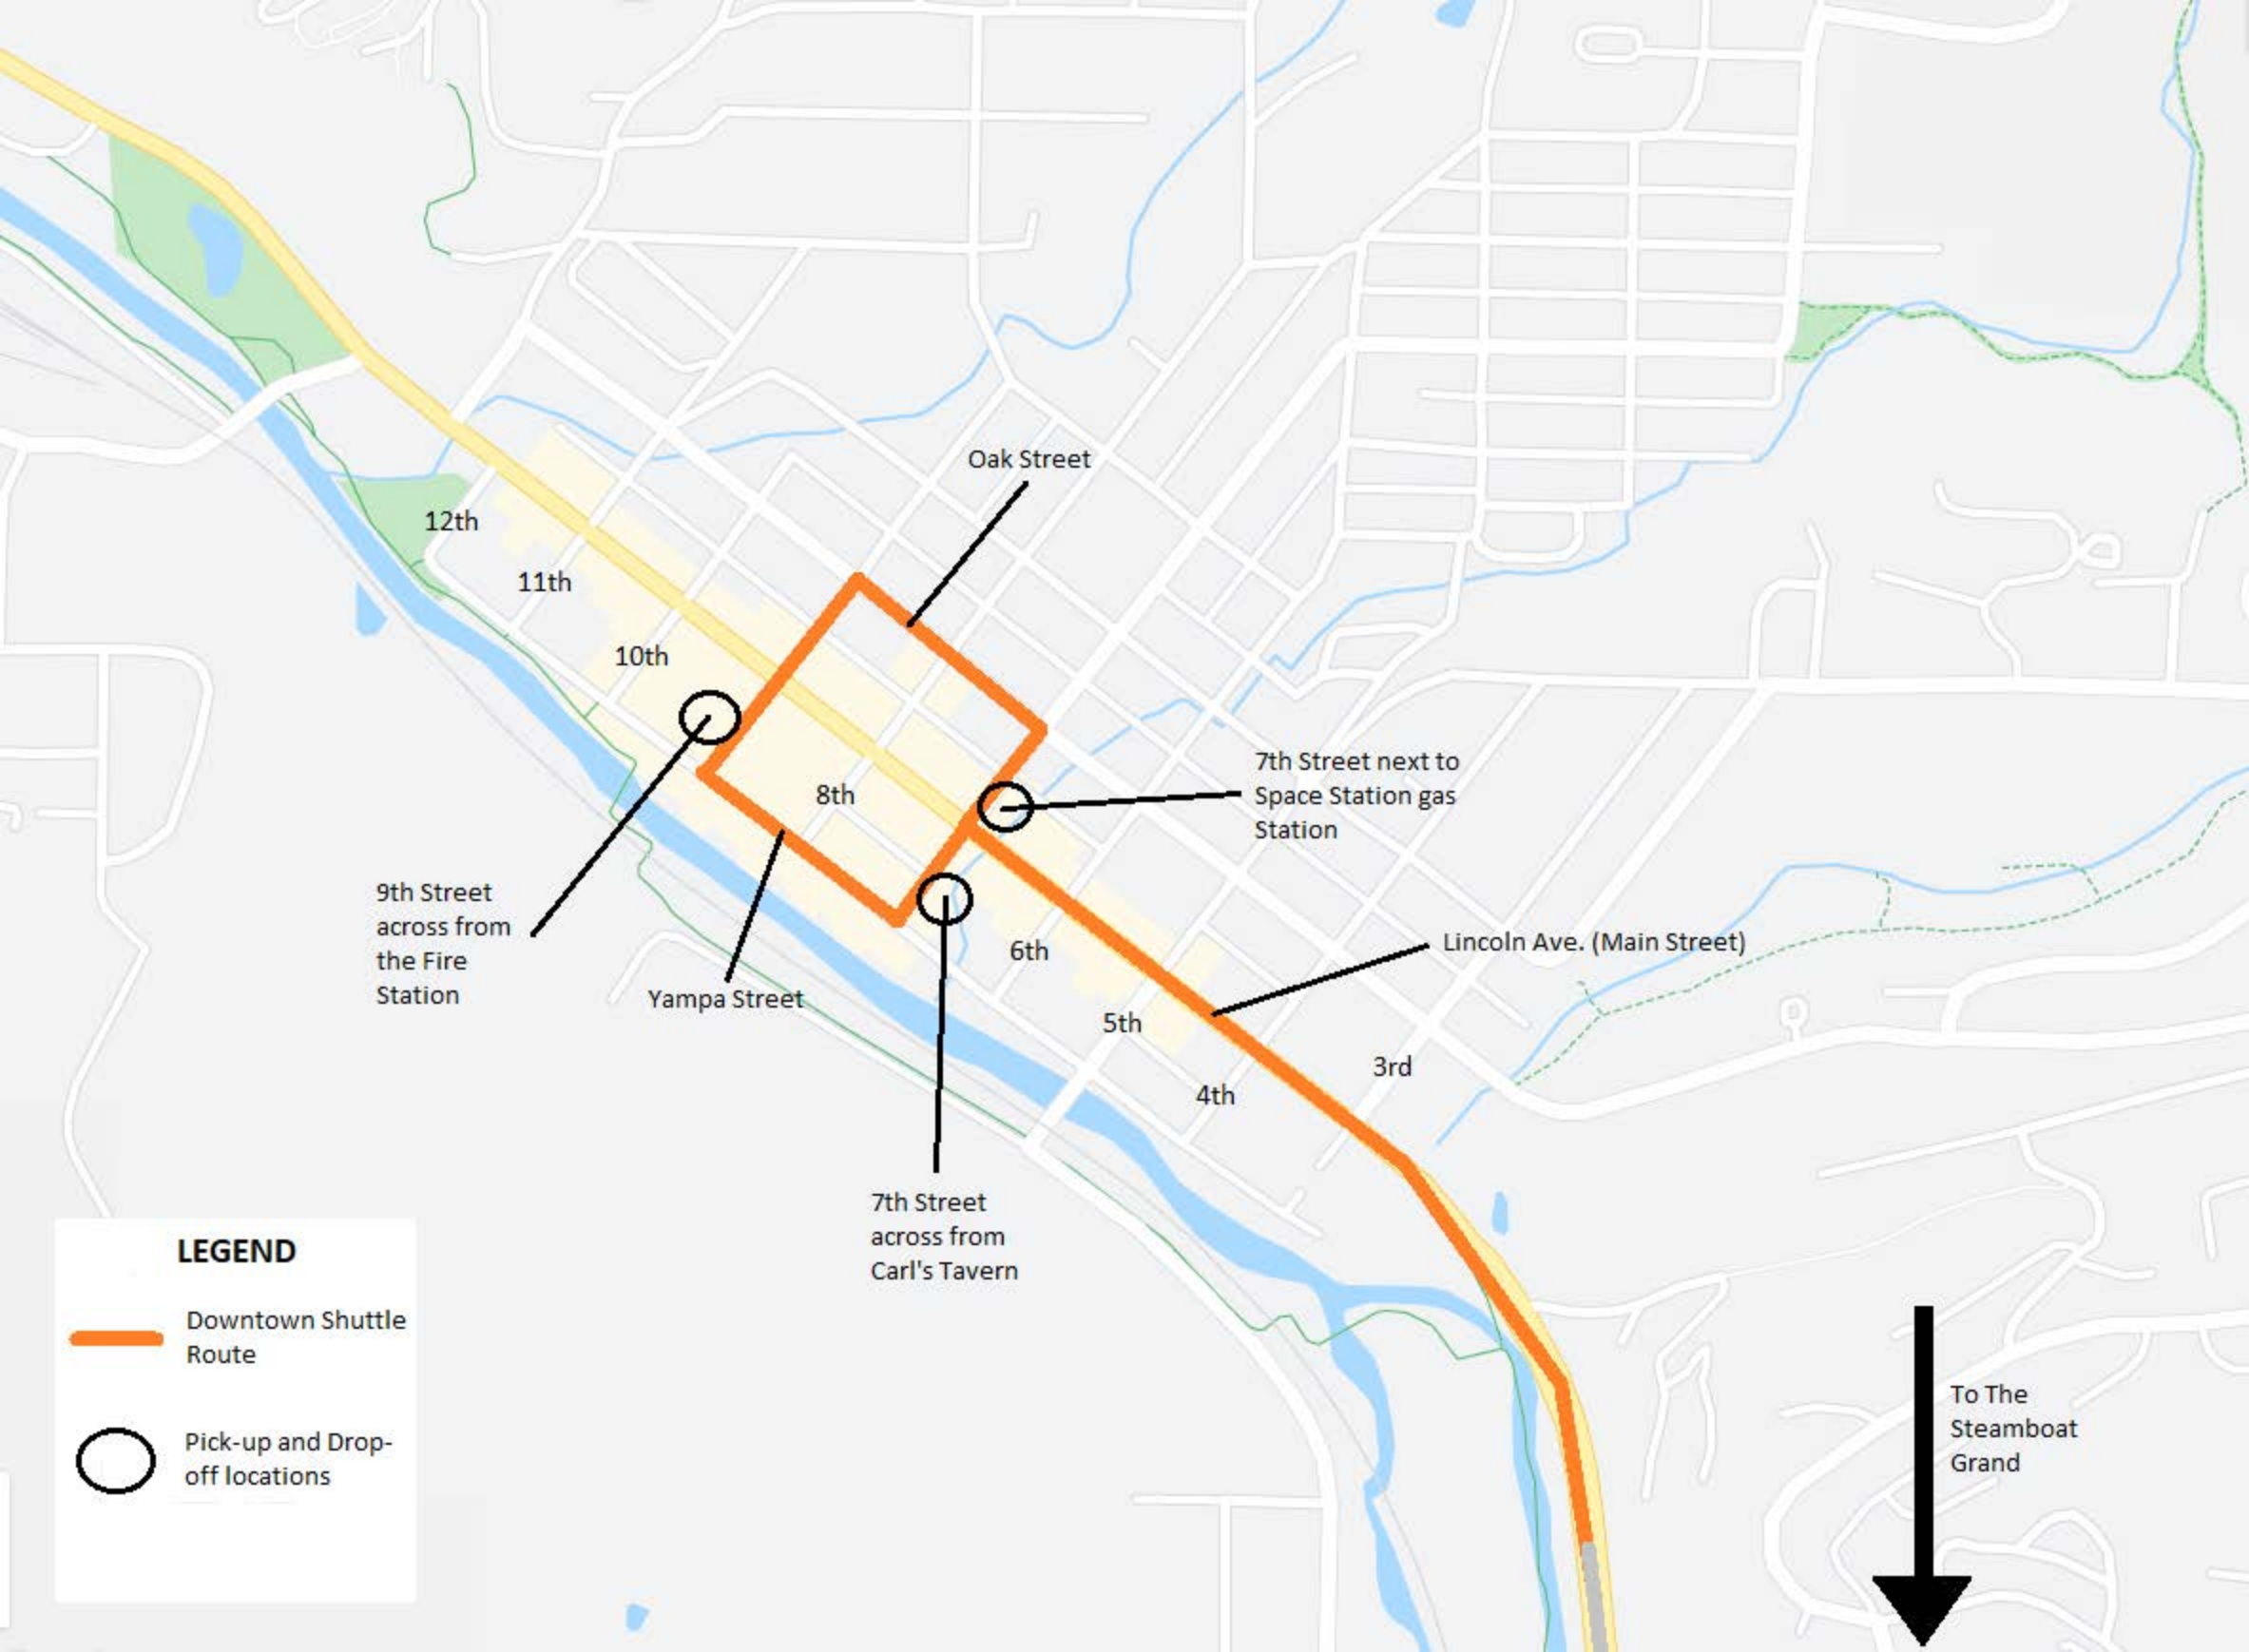 Oak Street
12th
11th
10th
7th Street next to
Space Station gas
Station
8th
9th Street
across from
the Fire
Station
Yampa Street
6th
Lincoln Ave. (Main Street)
5th
3rd
4th
7th Street
across from
Carl's Tavern
LEGEND
Downtown Shuttle
Route
Pick-up and Drop-
off locations
To The
Steamboat
Grand